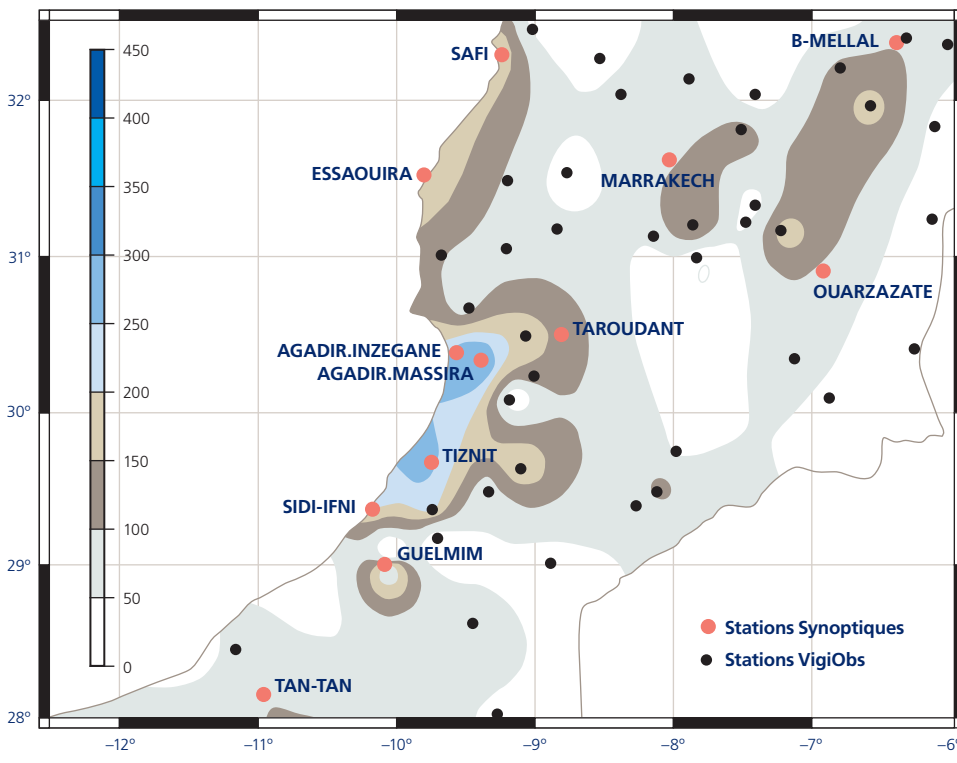 B-MELLAL
450
SAFI
32°
400
350
ESSAOUIRA
MARRAKECH
300
31°
OUARZAZATE
250
TAROUDANT
AGADIR.INZEGANE
AGADIR.MASSIRA
200
30°
150
TIZNIT
SIDI-IFNI
100
GUELMIM
29°
50
Stations Synoptiques
0
Stations VigiObs
TAN-TAN
28°
–12° –11° –10° –9° –8° –7° –6°